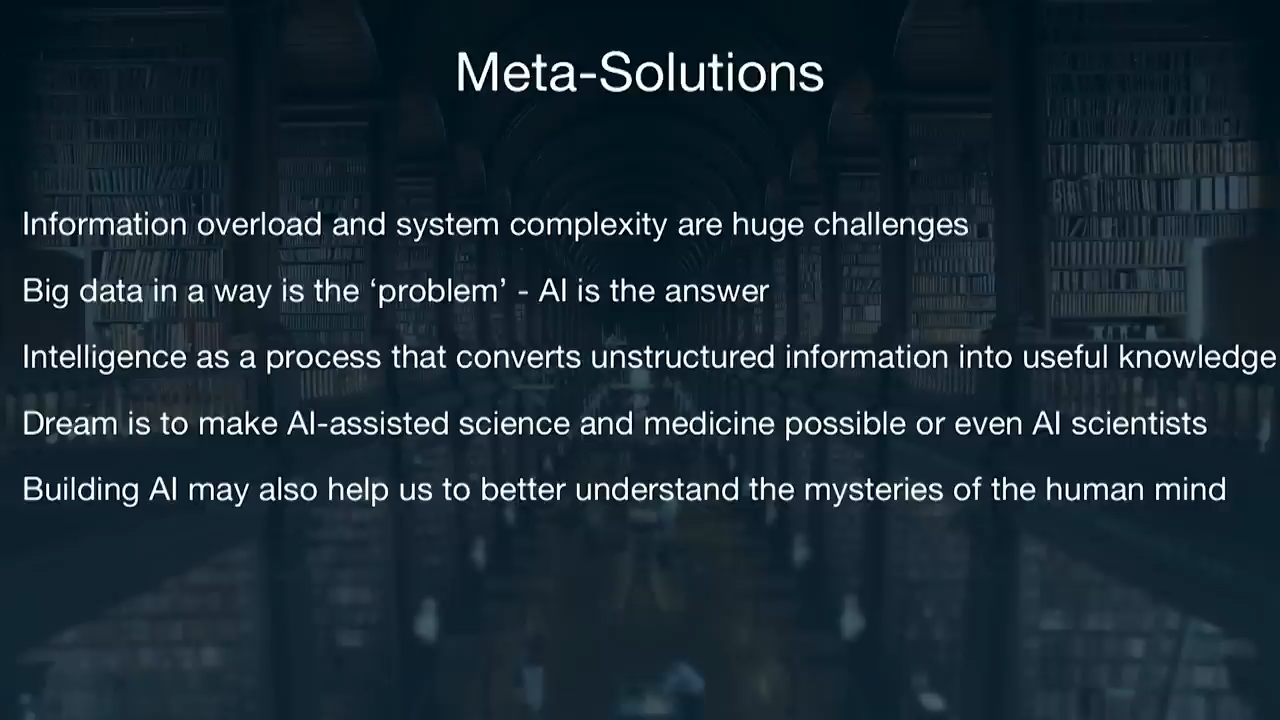 Meta-Solutions
Information overload and system complexity are huge challenges
Big data in a way is the ‘problem’ - AI is the answer
Intelligence as a process that converts unstructured information into useful knowledge
Dream is to make AI-assisted science and medicine possible or even AI scientists
Building AI may also help us to better understand the mysteries of the human mind